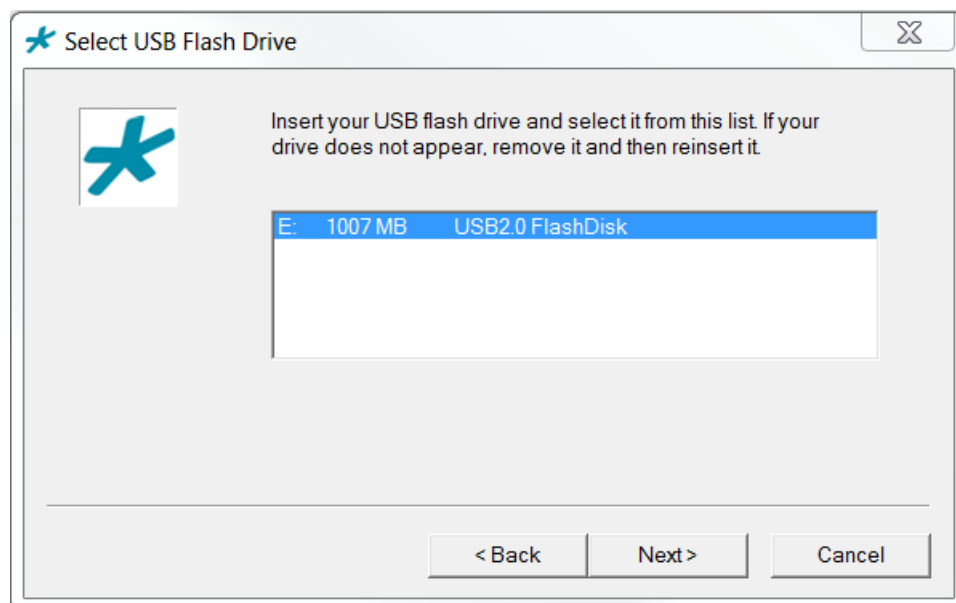 Select USB Flash Drive
Insert your USB flash drive and select it from this list. If your
drive does not appear, remove it and then reinsert it.
E: 1007 MB USB2.0 FlashDisk
< Back Next > Cancel